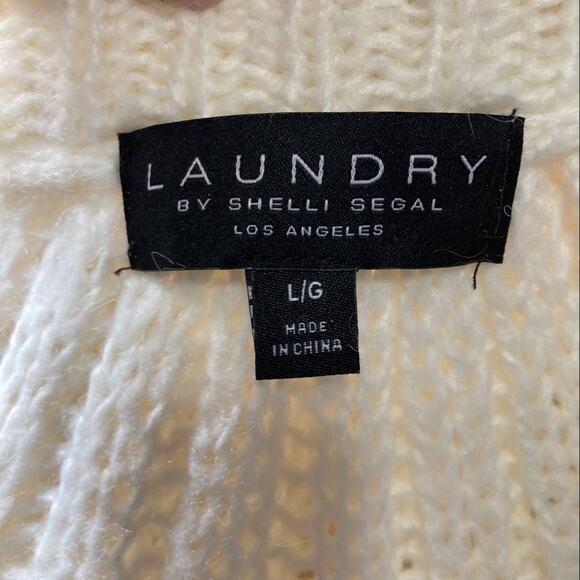 LAUNDRY
BY SHELLI SEGAL
LOS ANGELES
L/G
MADE
IN CHINA